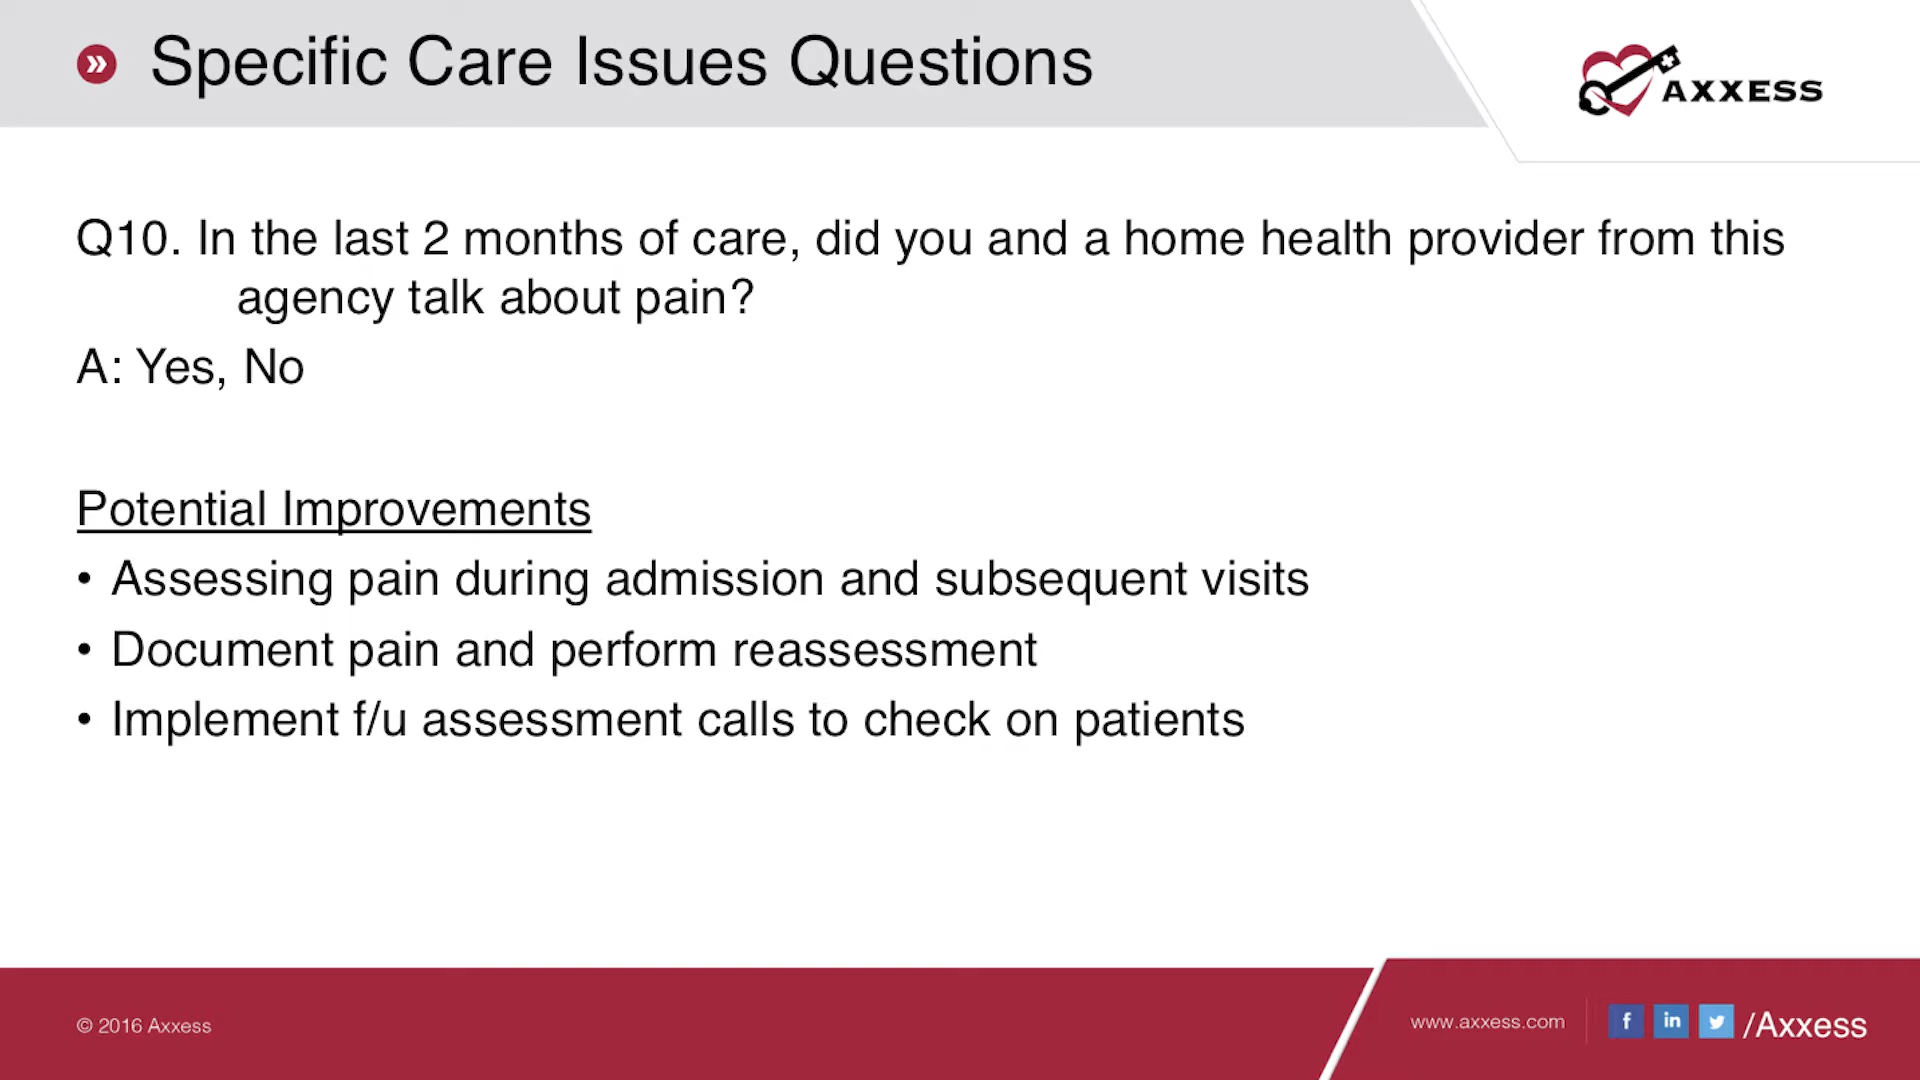 Specific Care Issues Questions
AXXESS
Q10. In the last 2 months of care, did you and a home health provider from this
agency talk about pain?
A: Yes, No
Potential Improvements
• Assessing pain during admission and subsequent visits
• Document pain and perform reassessment
• Implement f/u assessment calls to check on patients
© 2016 Axxess
www.axxess.com
f in /Axxess